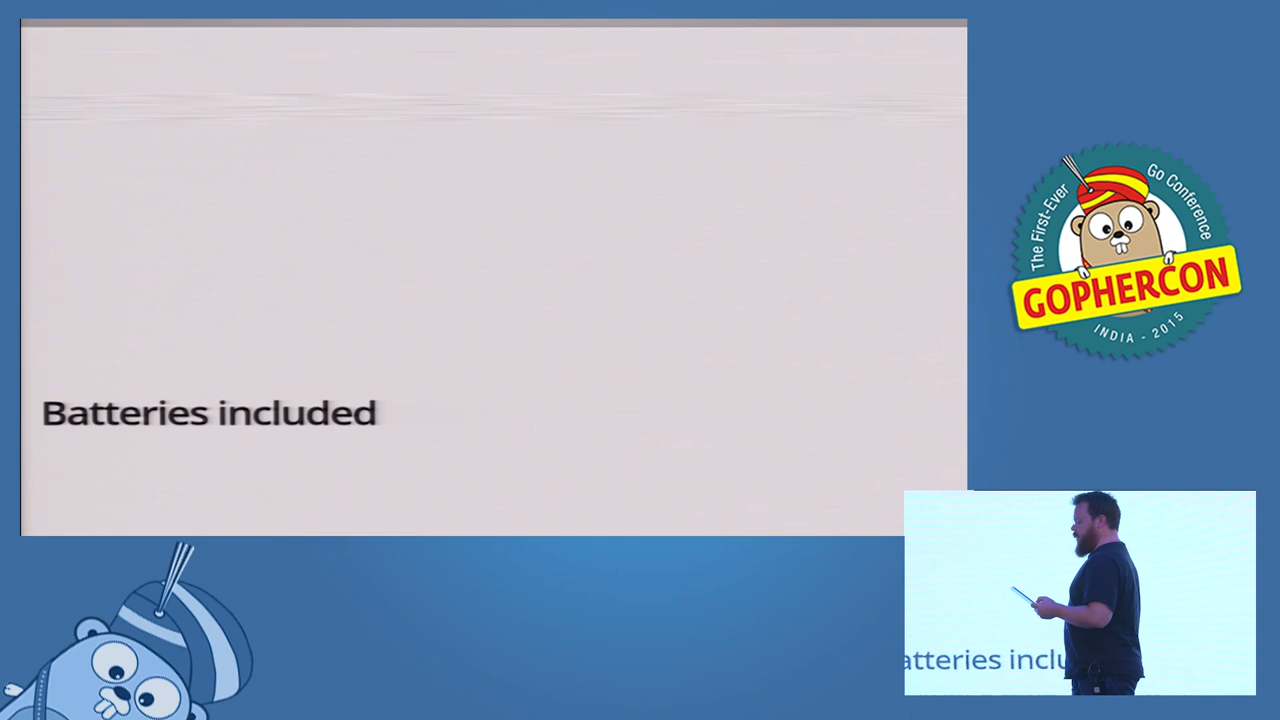 Batteries included
The First-Ever Go Conference
GOPHERCON
INDIA - 2015
atteries inclu